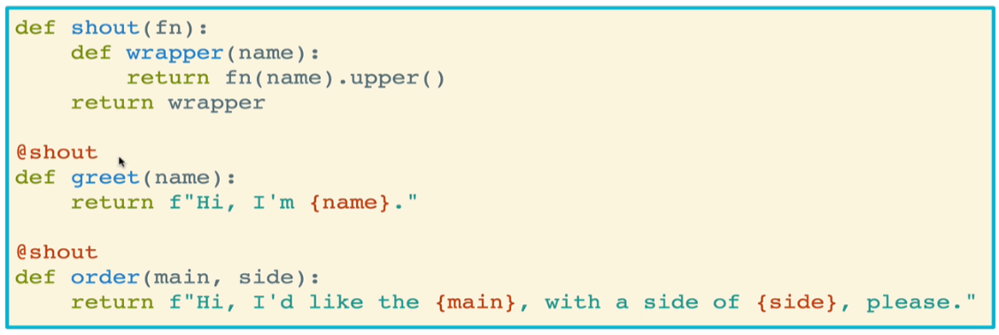 def shout(fn):
    def wrapper(name):
        return fn(name).upper()
    return wrapper

@shout
def greet(name):
    return f"Hi, I'm {name}."

@shout
def order(main, side):
    return f"Hi, I'd like the {main}, with a side of {side}, please."